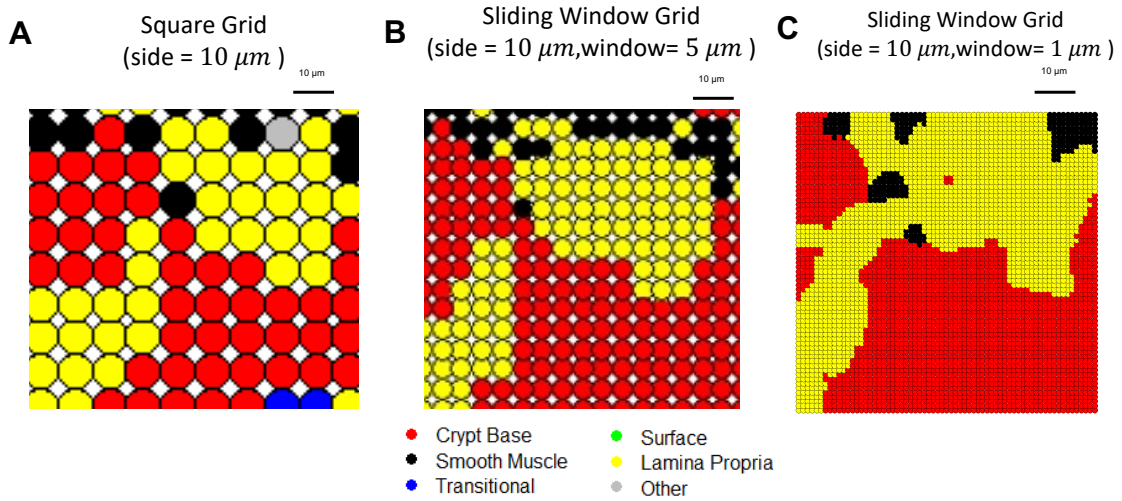 A
Square Grid
(side = 10 μm )
10 μm
B
Sliding Window Grid
(side = 10 μm,window= 5 μm )
10 μm
C
Sliding Window Grid
(side = 10 μm,window= 1 μm )
10 μm
Crypt Base
Smooth Muscle
Transitional
Surface
Lamina Propria
Other